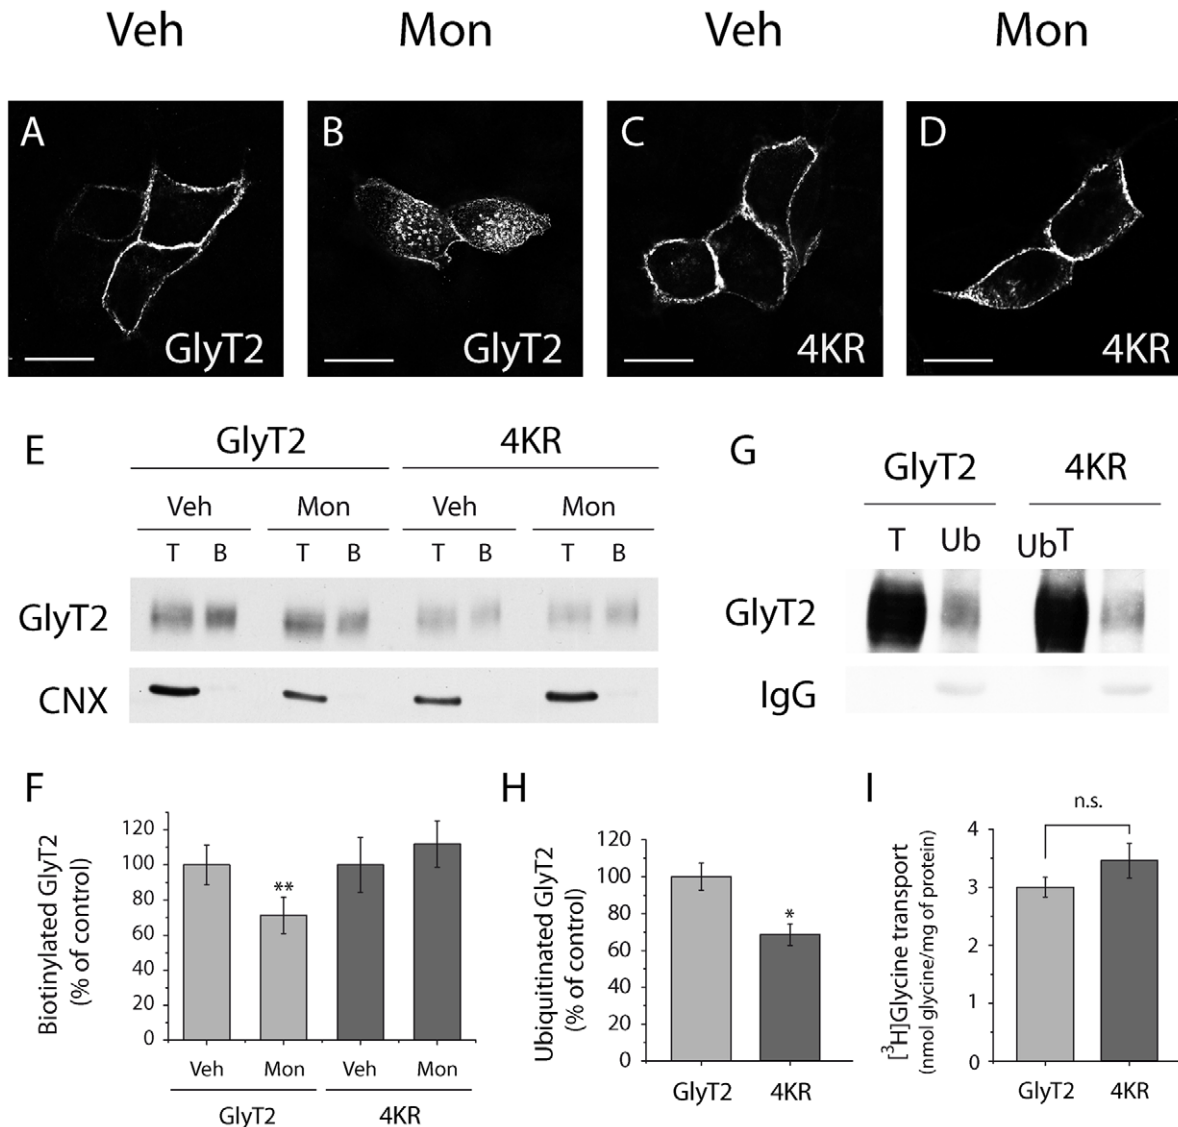 Veh Mon Veh Mon
A B C D
GlyT2 GlyT2 4KR 4KR
E GlyT2 4KR
Veh Mon Veh Mon
T B T B T B T B
GlyT2
CNX
G GlyT2 4KR
T Ub UbT
GlyT2
IgG
F
Biotinylated GlyT2
(% of control)
120
100
80
60
40
20
0
**
Veh Mon Veh Mon
GlyT2 4KR
H
Ubiquitinated GlyT2
(% of control)
120
100
80
60
40
20
0
*
GlyT2 4KR
I
[³H]Glycine transport
(nmol glycine/mg of protein)
4
3
2
1
0
n.s.
GlyT2 4KR